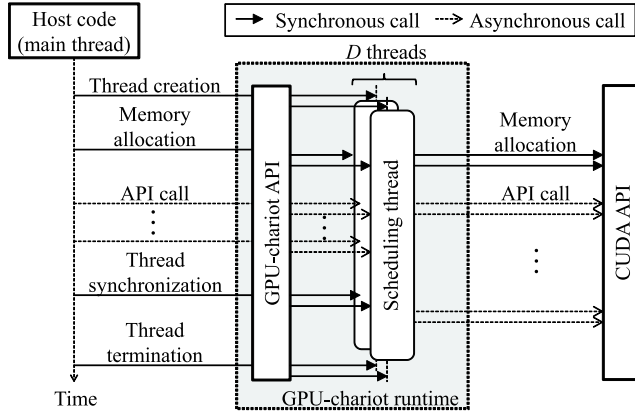 Host code
(main thread)
Synchronous call
Asynchronous call
D threads
Thread creation
Memory
allocation
API call
Thread
synchronization
Thread
termination
Time
GPU-chariot API
Scheduling thread
GPU-chariot runtime
Memory
allocation
API call
CUDA API